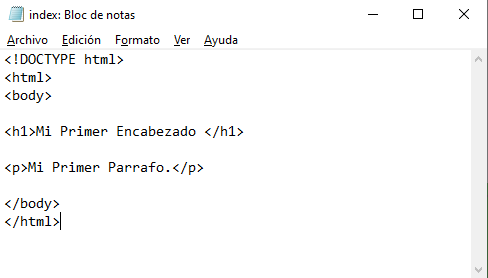 index: Bloc de notas
Archivo Edición Formato Ver Ayuda
<!DOCTYPE html>
<html>
<body>
<h1>Mi Primer Encabezado </h1>
<p>Mi Primer Parrafo.</p>
</body>
</html>